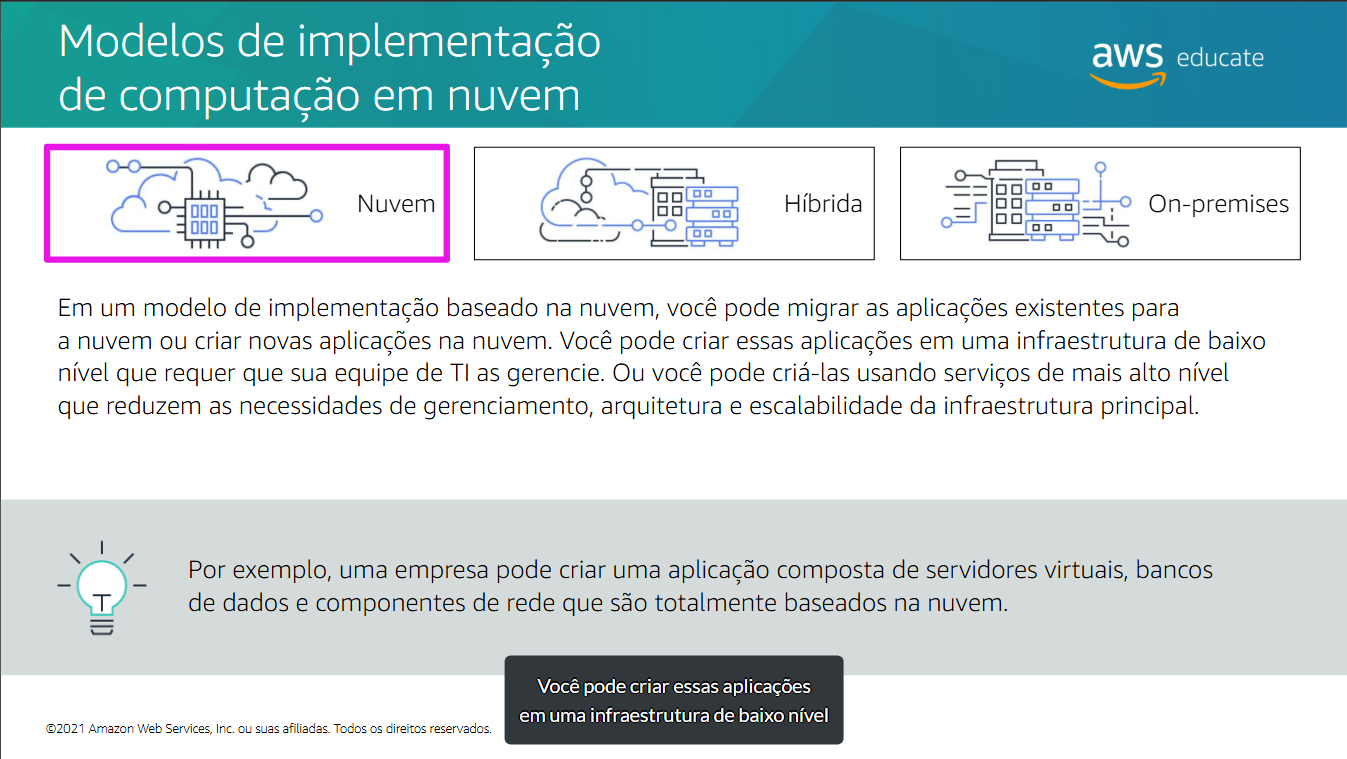 Modelos de implementação
de computação em nuvem
aws educate
Nuvem
Híbrida
On-premises
Em um modelo de implementação baseado na nuvem, você pode migrar as aplicações existentes para
a nuvem ou criar novas aplicações na nuvem. Você pode criar essas aplicações em uma infraestrutura de baixo
nível que requer que sua equipe de TI as gerencie. Ou você pode criá-las usando serviços de mais alto nível
que reduzem as necessidades de gerenciamento, arquitetura e escalabilidade da infraestrutura principal.
Por exemplo, uma empresa pode criar uma aplicação composta de servidores virtuais, bancos
de dados e componentes de rede que são totalmente baseados na nuvem.
Você pode criar essas aplicações
em uma infraestrutura de baixo nível
©2021 Amazon Web Services, Inc. ou suas afiliadas. Todos os direitos reservados.